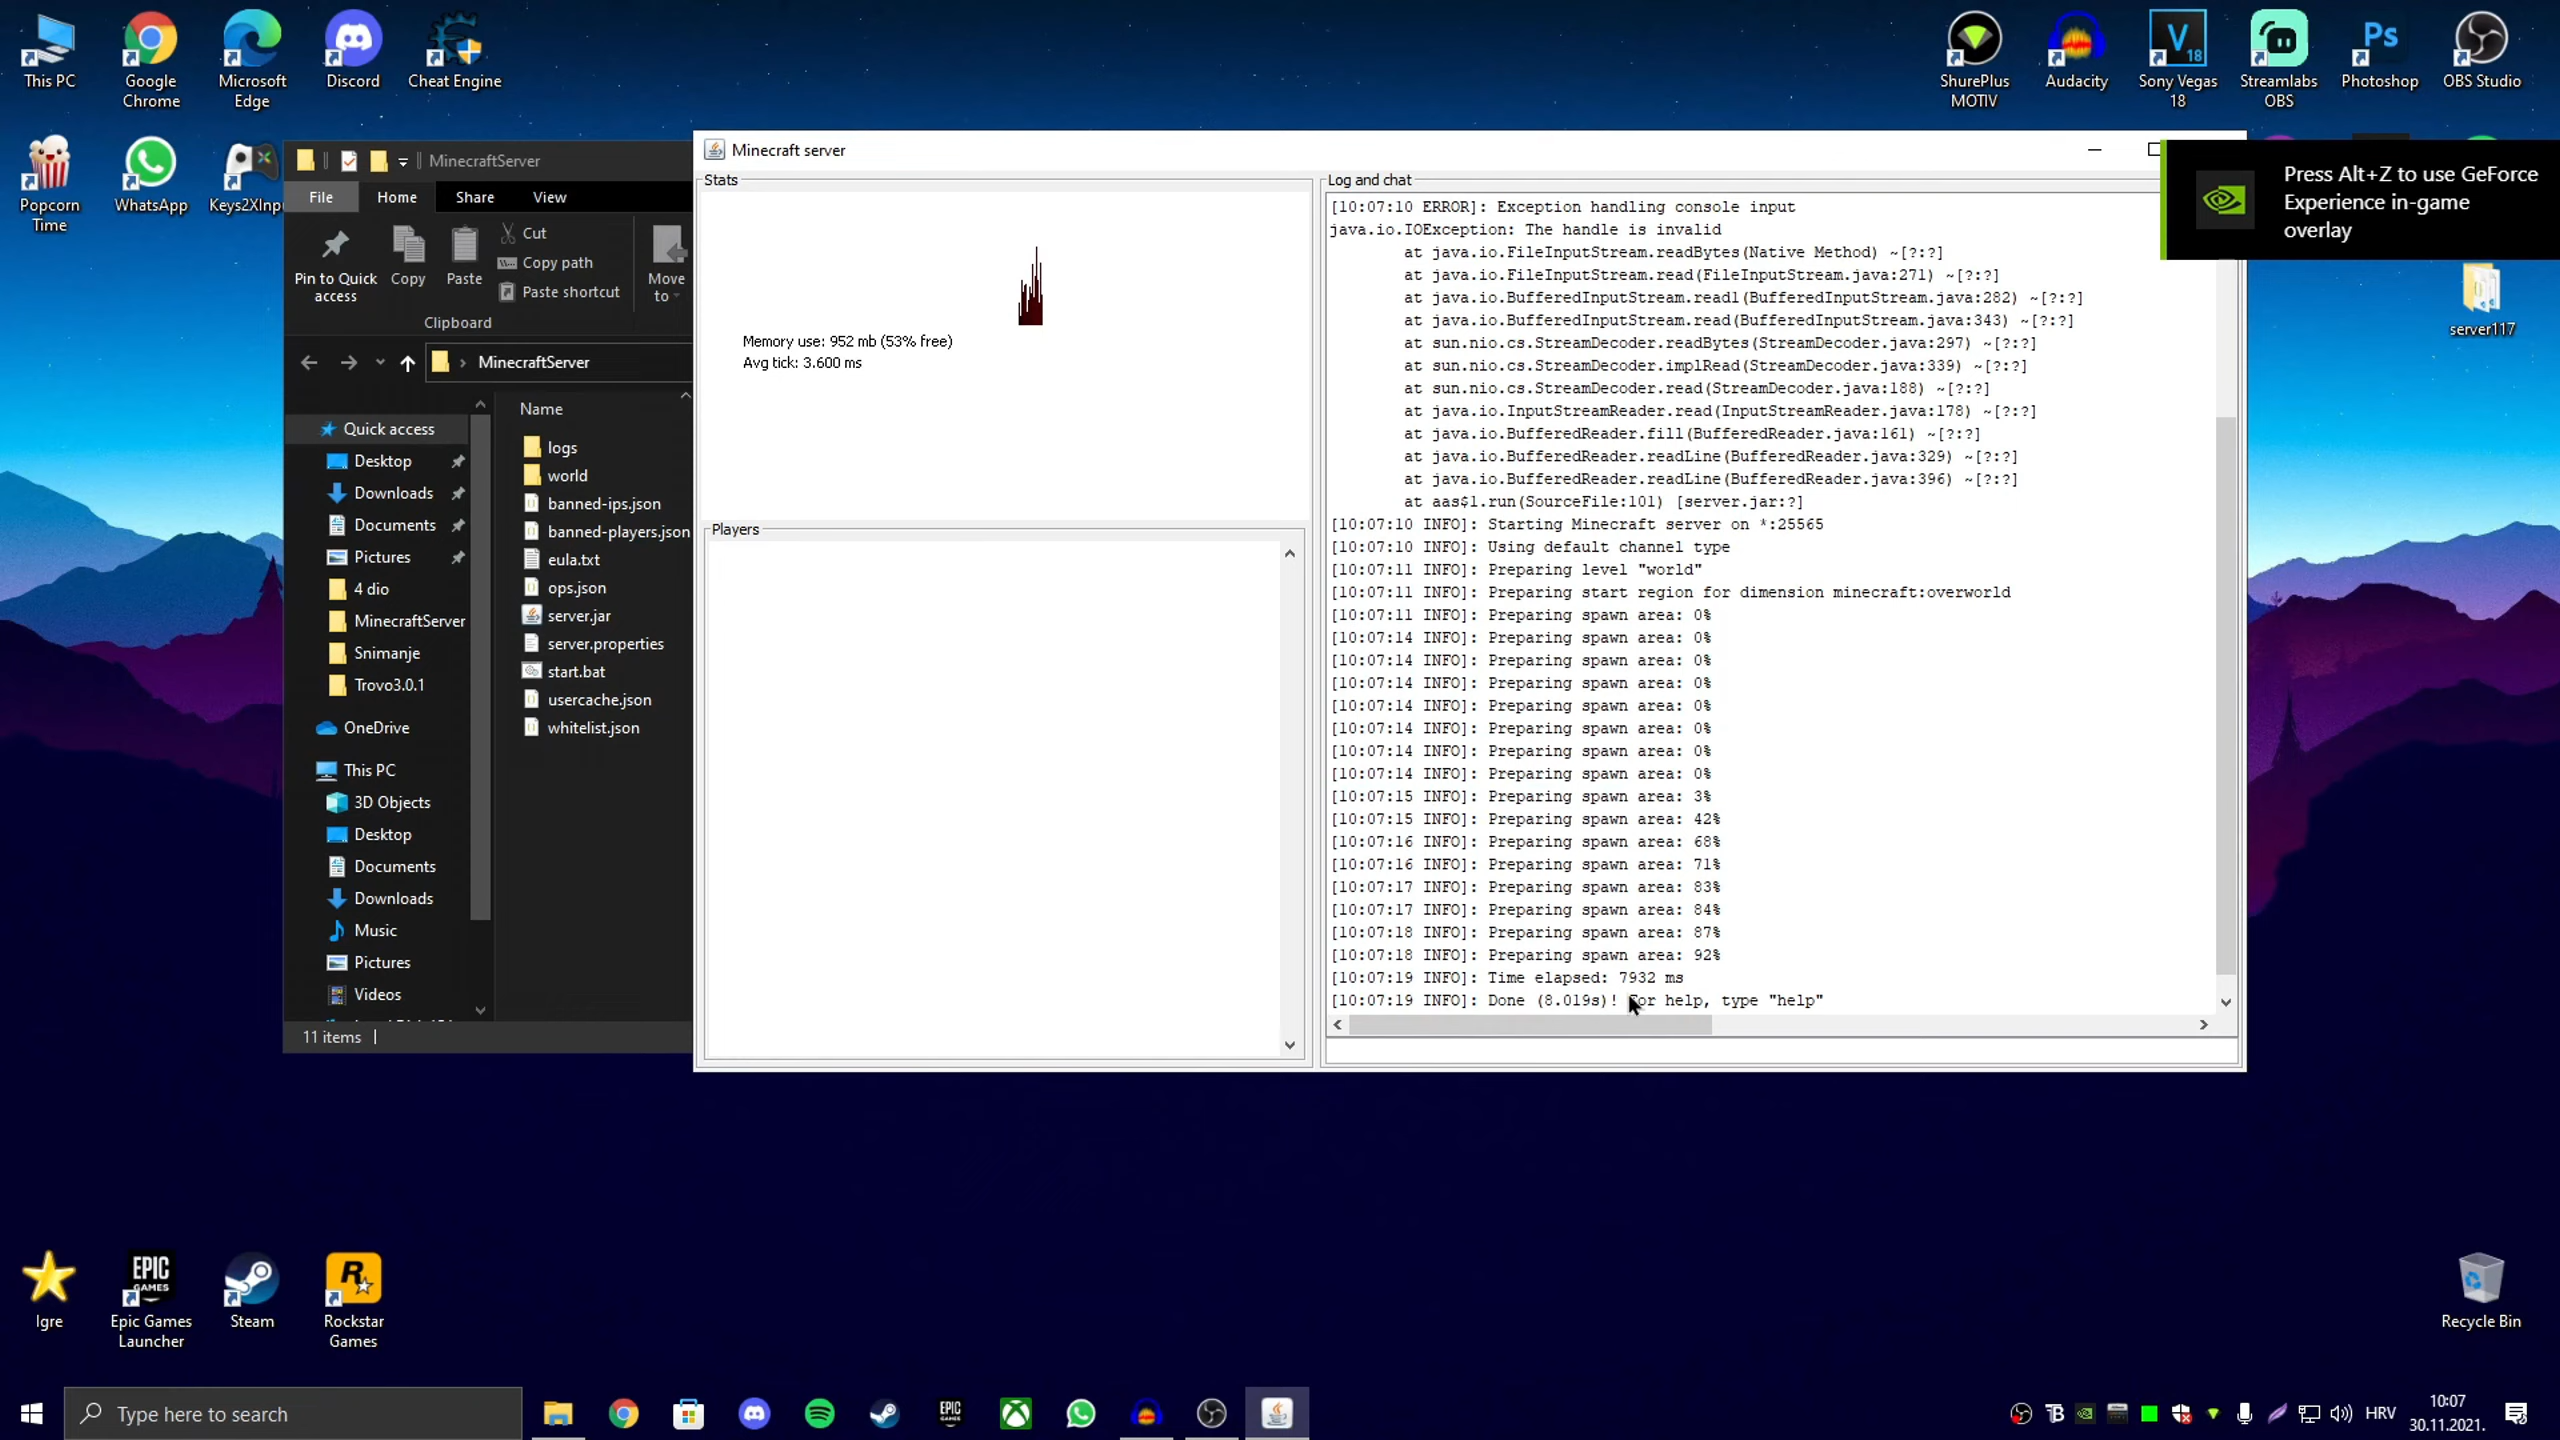 This PC
Google
Chrome
Microsoft
Edge
Discord
Cheat Engine
ShurePlus
MOTIV
Audacity
Sony Vegas
18
Streamlabs
OBS
Photoshop
OBS Studio
Popcorn
Time
WhatsApp
Keys2XInp
Press Alt+Z to use GeForce
Experience in-game
overlay
server117
MinecraftServer
File
Home
Share
View
Pin to Quick
access
Copy
Paste
Cut
Copy path
Paste shortcut
Move
to
Clipboard
MinecraftServer
Quick access
Desktop
Downloads
Documents
Pictures
4 dio
MinecraftServer
Snimanje
Trovo3.0.1
OneDrive
This PC
3D Objects
Desktop
Documents
Downloads
Music
Pictures
Videos
Name
logs
world
banned-ips.json
banned-players.json
eula.txt
ops.json
server.jar
server.properties
start.bat
usercache.json
whitelist.json
11 items
Minecraft server
Stats
Memory use: 952 mb (53% free)
Avg tick: 3.600 ms
Players
Log and chat
[10:07:10 ERROR]: Exception handling console input
java.io.IOException: The handle is invalid
at java.io.FileInputStream.readBytes(Native Method) ~[?:?]
at java.io.FileInputStream.read(FileInputStream.java:271) ~[?:?]
at java.io.BufferedInputStream.read1(BufferedInputStream.java:282) ~[?:?]
at java.io.BufferedInputStream.read(BufferedInputStream.java:343) ~[?:?]
at sun.nio.cs.StreamDecoder.readBytes(StreamDecoder.java:297) ~[?:?]
at sun.nio.cs.StreamDecoder.implRead(StreamDecoder.java:339) ~[?:?]
at sun.nio.cs.StreamDecoder.read(StreamDecoder.java:188) ~[?:?]
at java.io.InputStreamReader.read(InputStreamReader.java:178) ~[?:?]
at java.io.BufferedReader.fill(BufferedReader.java:161) ~[?:?]
at java.io.BufferedReader.readLine(BufferedReader.java:329) ~[?:?]
at java.io.BufferedReader.readLine(BufferedReader.java:396) ~[?:?]
at aas$1.run(SourceFile:101) [server.jar:?]
[10:07:10 INFO]: Starting Minecraft server on *:25565
[10:07:10 INFO]: Using default channel type
[10:07:11 INFO]: Preparing level "world"
[10:07:11 INFO]: Preparing start region for dimension minecraft:overworld
[10:07:11 INFO]: Preparing spawn area: 0%
[10:07:14 INFO]: Preparing spawn area: 0%
[10:07:14 INFO]: Preparing spawn area: 0%
[10:07:14 INFO]: Preparing spawn area: 0%
[10:07:14 INFO]: Preparing spawn area: 0%
[10:07:14 INFO]: Preparing spawn area: 0%
[10:07:14 INFO]: Preparing spawn area: 0%
[10:07:14 INFO]: Preparing spawn area: 0%
[10:07:15 INFO]: Preparing spawn area: 3%
[10:07:15 INFO]: Preparing spawn area: 42%
[10:07:16 INFO]: Preparing spawn area: 68%
[10:07:16 INFO]: Preparing spawn area: 71%
[10:07:17 INFO]: Preparing spawn area: 83%
[10:07:17 INFO]: Preparing spawn area: 84%
[10:07:18 INFO]: Preparing spawn area: 87%
[10:07:18 INFO]: Preparing spawn area: 92%
[10:07:19 INFO]: Time elapsed: 7932 ms
[10:07:19 INFO]: Done (8.019s)! For help, type "help"
Igre
Epic Games
Launcher
Steam
Rockstar
Games
Recycle Bin
Type here to search
HRV
10:07
30.11.2021.